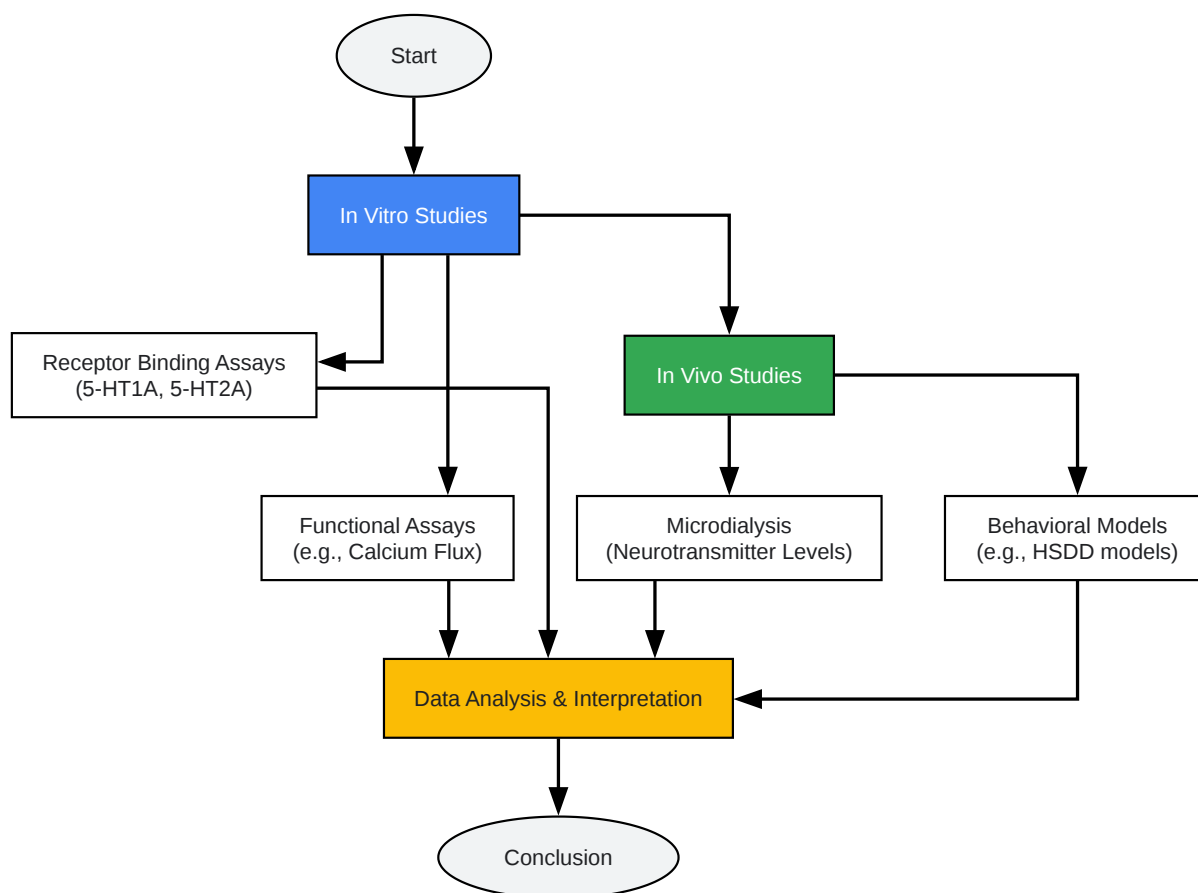 Start
In Vitro Studies
Receptor Binding Assays
(5-HT1A, 5-HT2A)
In Vivo Studies
Functional Assays
(e.g., Calcium Flux)
Microdialysis
(Neurotransmitter Levels)
Behavioral Models
(e.g., HSDD models)
Data Analysis & Interpretation
Conclusion